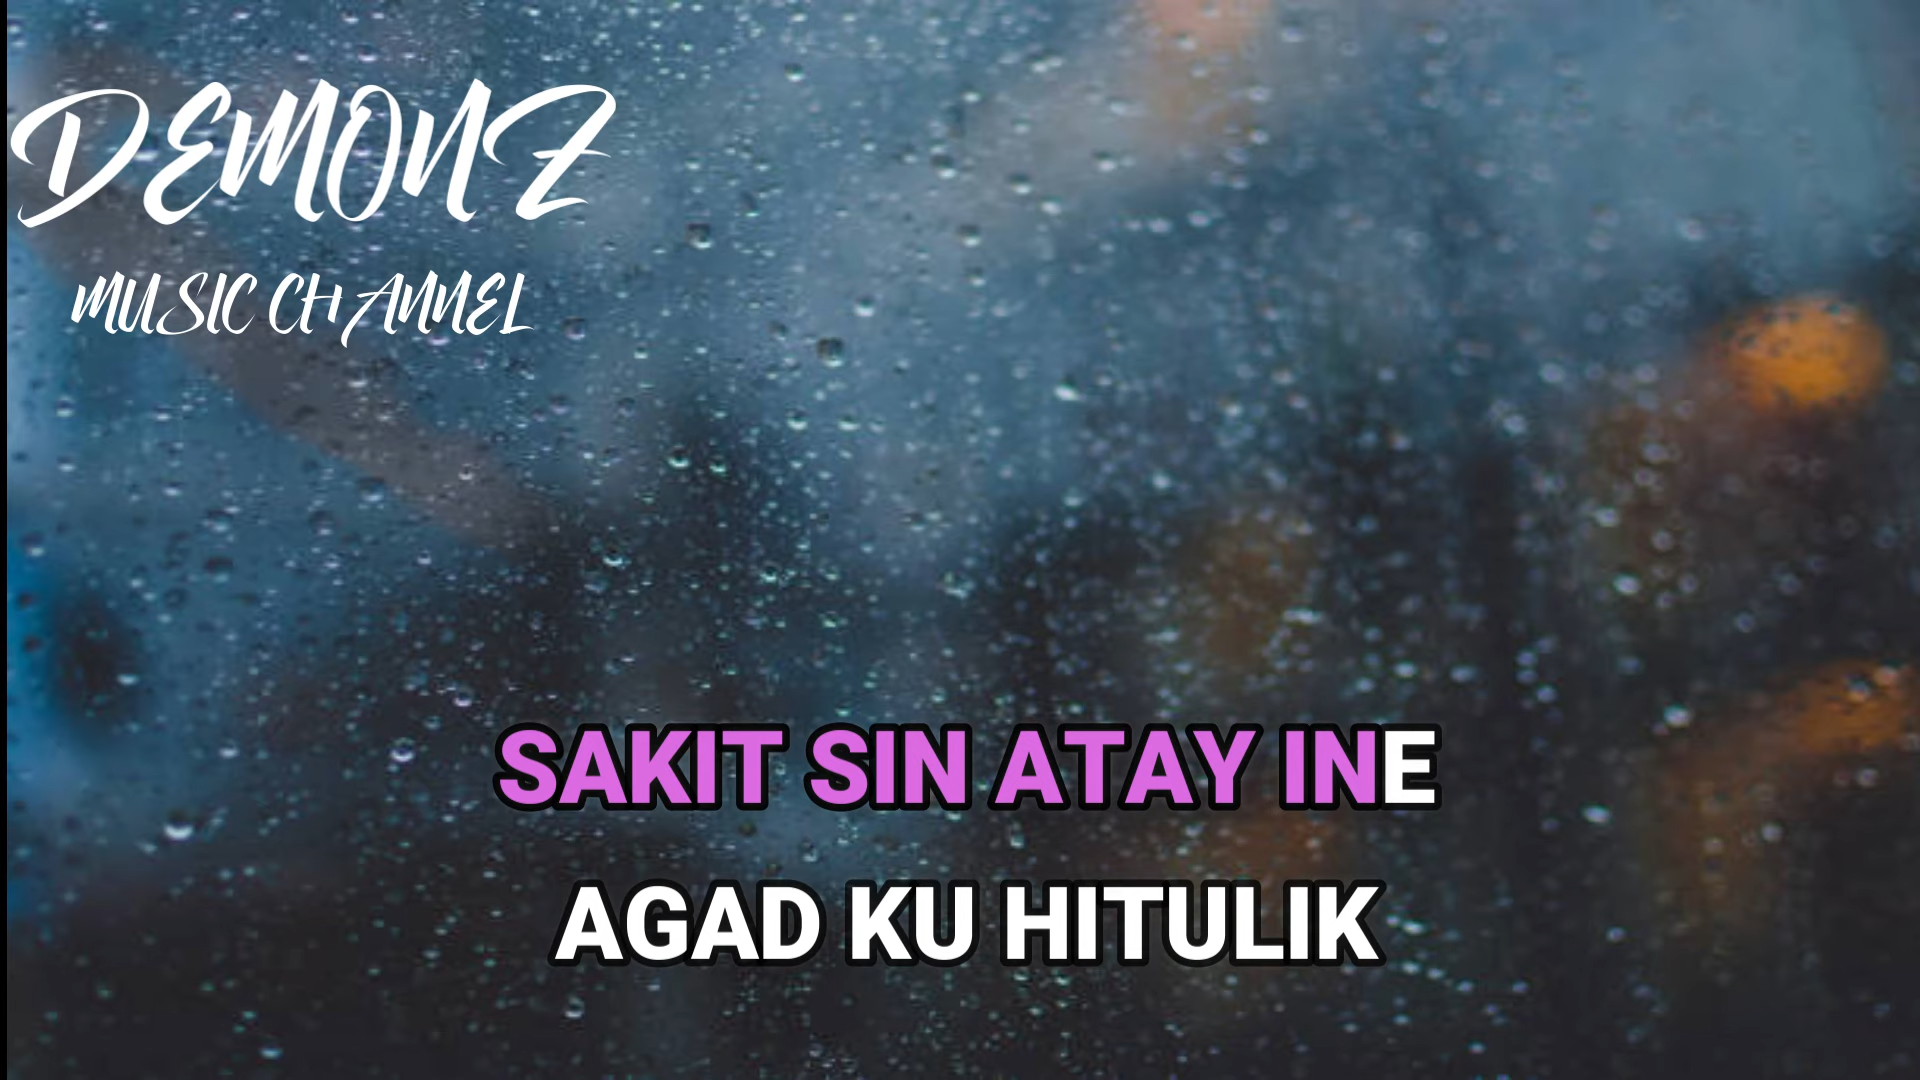 DEMONZ
MUSIC CHANNEL
SAKIT SIN ATAY INE
AGAD KU HITULIK